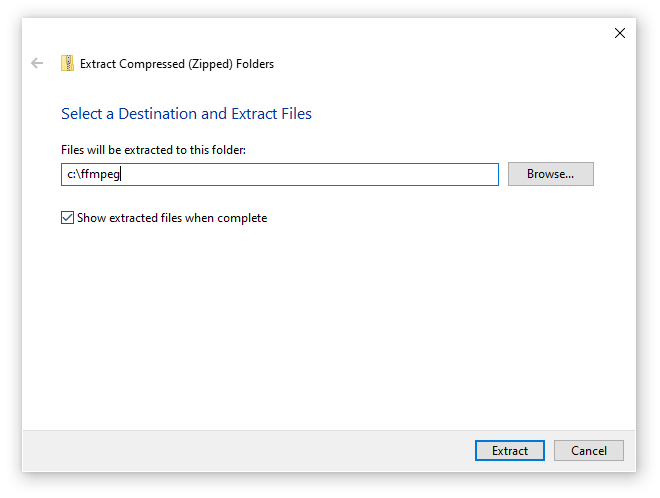 Extract Compressed (Zipped) Folders
Select a Destination and Extract Files
Files will be extracted to this folder:
c:\ffmpeg
Browse...
Show extracted files when complete
Extract
Cancel